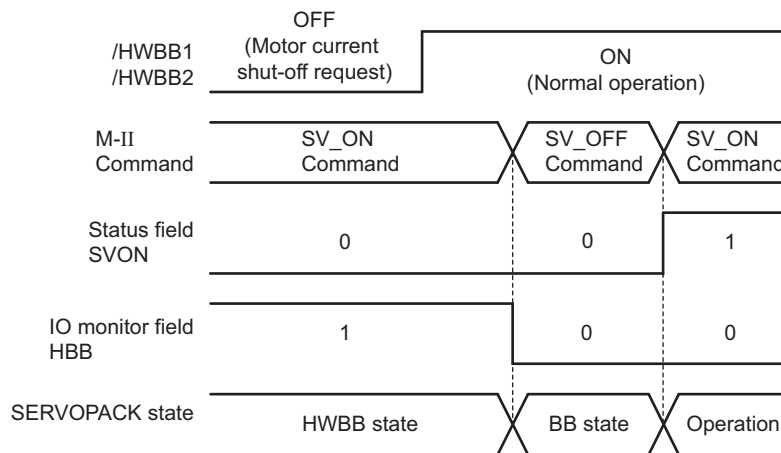 OFF
(Motor current
shut-off request)
/HWBB1
/HWBB2
ON
(Normal operation)
M-II
Command
SV_ON
Command
SV_OFF
Command
SV_ON
Command
Status field
SVON
0
0
1
IO monitor field
HBB
1
0
0
SERVOPACK state
HWBB state
BB state
Operation